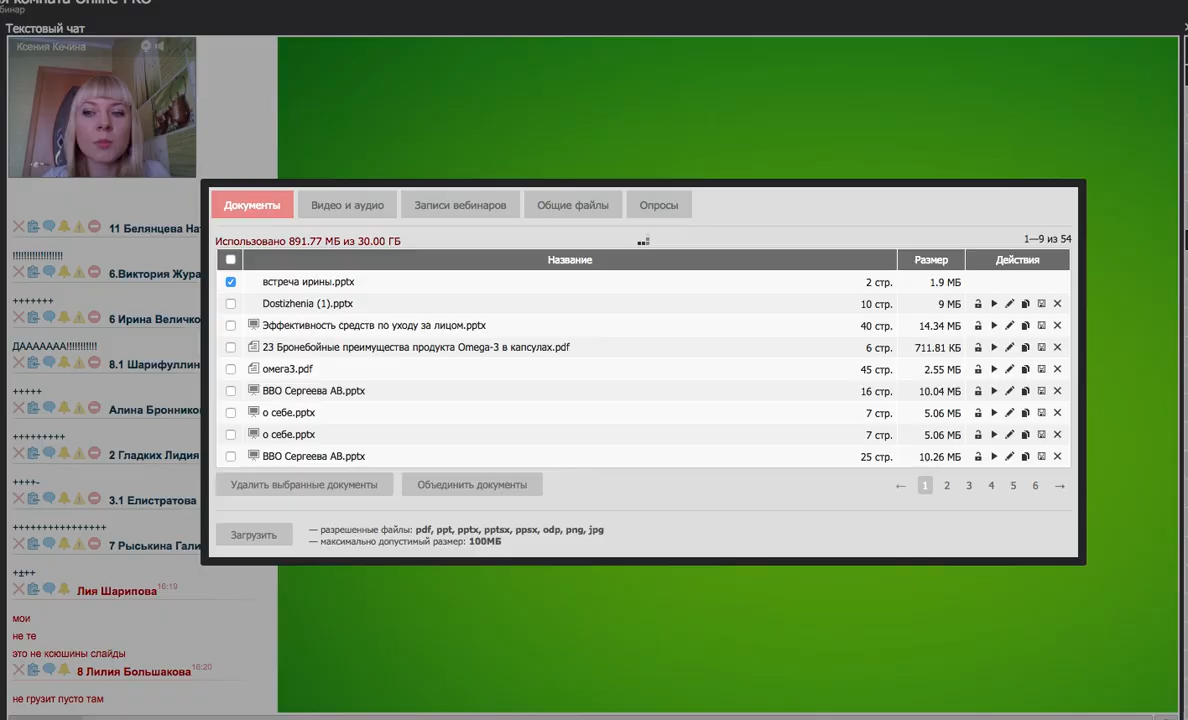 я комната Online PRO
бинар
Текстовый чат
Ксения Кечина
11 Белянцева На
!!!!!!!!!!!!!!!!!!
6.Виктория Жура
+++++++
6 Ирина Величко
ДААААААА!!!!!!!!!!!
8.1 Шарифуллин
+++++
Алина Бронников
+++++++++
2 Гладких Лидия
++++-
3.1 Елистратова
++++++++++++++++
7 Рыськина Гали
++++
Лия Шарипова 16:19
мои
не те
это не ксюшины слайды
8 Лилия Большакова 16:20
не грузит пусто там
Документы Видео и аудио Записи вебинаров Общие файлы Опросы
Использовано 891.77 МБ из 30.00 ГБ 1—9 из 54
Название Размер Действия
встреча ирины.pptx 2 стр. 1.9 МБ
Dostizhenia (1).pptx 10 стр. 9 МБ
Эффективность средств по уходу за лицом.pptx 40 стр. 14.34 МБ
23 Бронебойные преимущества продукта Omega-3 в капсулах.pdf 6 стр. 711.81 КБ
омега3.pdf 45 стр. 2.55 МБ
ВВО Сергеева АВ.pptx 16 стр. 10.04 МБ
о себе.pptx 7 стр. 5.06 МБ
о себе.pptx 7 стр. 5.06 МБ
ВВО Сергеева АВ.pptx 25 стр. 10.26 МБ
Удалить выбранные документы Объединить документы ← 1 2 3 4 5 6 →
Загрузить
— разрешенные файлы: pdf, ppt, pptx, pptsx, ppsx, odp, png, jpg
— максимально допустимый размер: 100МБ